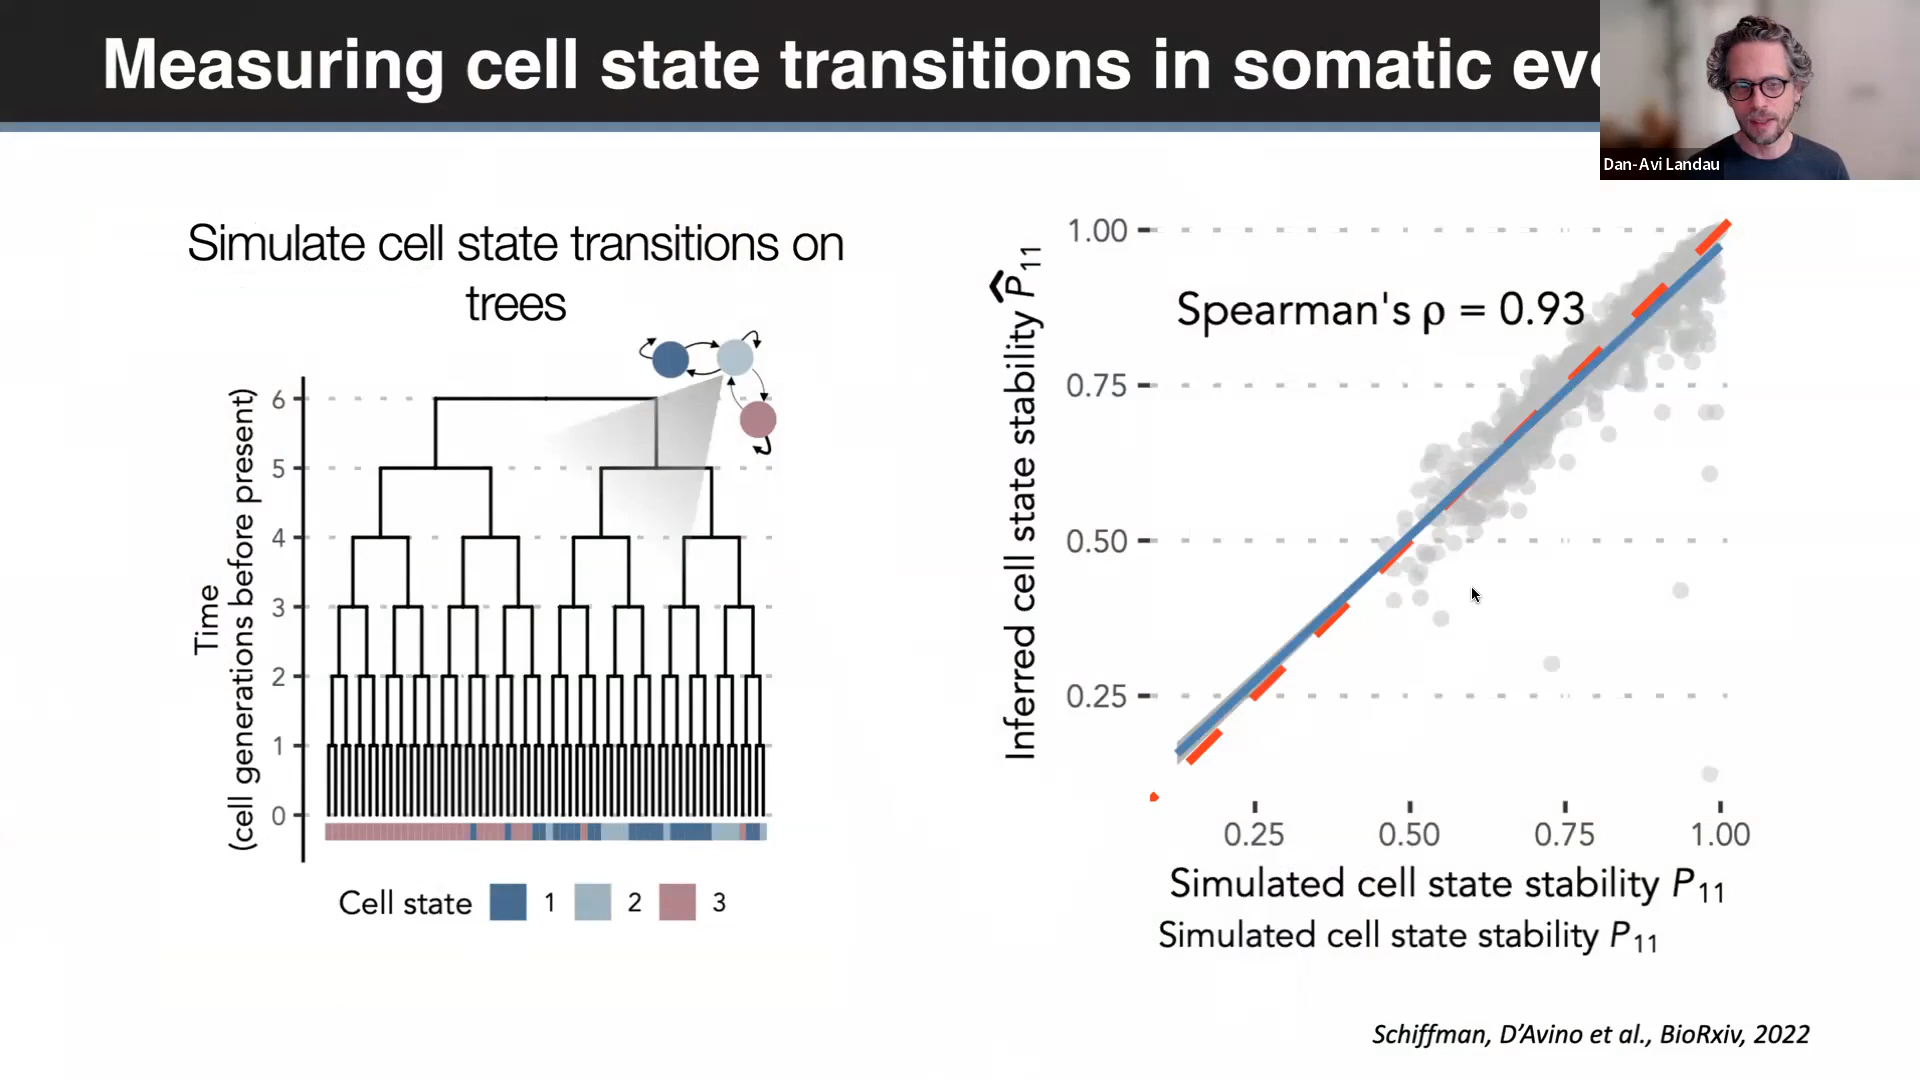 Measuring cell state transitions in somatic
Dan-Avi Landau
Simulate cell state transitions on
trees
Time
(cell generations before present)
6
5
4
3
2
1
0
Cell state 1 2 3
Inferred cell state stability P̂₁₁
1.00
0.75
0.50
0.25
Spearman's ρ = 0.93
0.25 0.50 0.75 1.00
Simulated cell state stability P₁₁
Simulated cell state stability P₁₁
Schiffman, D’Avino et al., BioRxiv, 2022